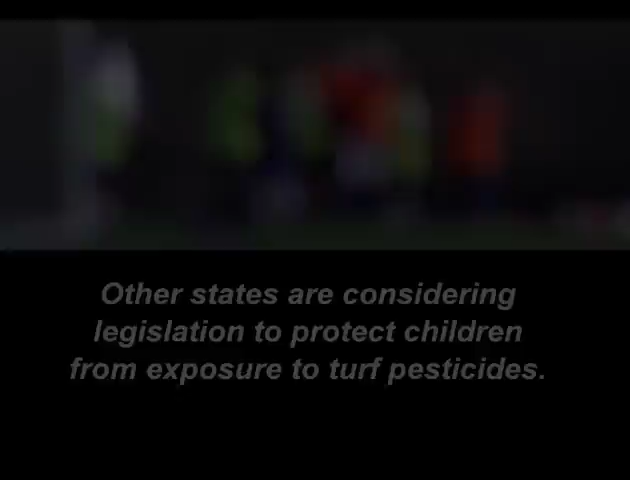 Other states are considering
legislation to protect children
from exposure to turf pesticides.